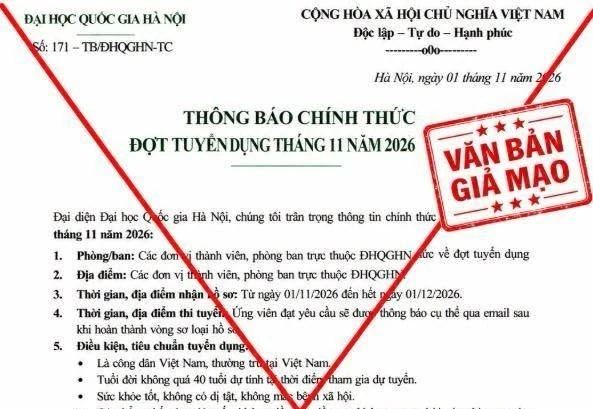 ĐẠI HỌC QUỐC GIA HÀ NỘI
CỘNG HÒA XÃ HỘI CHỦ NGHĨA VIỆT NAM
Số: 171 – TB/ĐHQGHN-TC
Độc lập – Tự do – Hạnh phúc
---------o0o---------
Hà Nội, ngày 01 tháng 11 năm 2026
THÔNG BÁO CHÍNH THỨC
ĐỢT TUYỂN DỤNG THÁNG 11 NĂM 2026
VĂN BẢN
GIẢ MẠO
Đại diện Đại học Quốc gia Hà Nội, chúng tôi trân trọng thông tin chính thức
tháng 11 năm 2026:
1. Phòng/ban: Các đơn vị thành viên, phòng ban trực thuộc ĐHQGHN.ức về đợt tuyển dụng
2. Địa điểm: Các đơn vị thành viên, phòng ban trực thuộc ĐHQGHN.
3. Thời gian, địa điểm nhận hồ sơ: Từ ngày 01/11/2026 đến hết ngày 01/12/2026.
4. Thời gian, địa điểm thi tuyển: Ứng viên đạt yêu cầu sẽ được thông báo cụ thể qua email sau
khi hoàn thành vòng sơ loại hồ sơ.
5. Điều kiện, tiêu chuẩn tuyển dụng:
• Là công dân Việt Nam, thường trú tại Việt Nam.
• Tuổi đời không quá 40 tuổi dự tính tại thời điểm tham gia dự tuyển.
• Sức khỏe tốt, không có dị tật, không mắc bệnh xã hội.